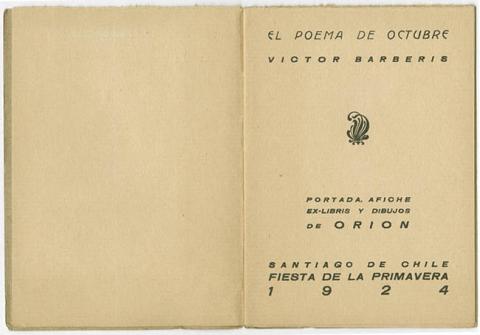 EL POEMA DE OCTUBRE
VICTOR BARBERIS
PORTADA, AFICHE
EX-LIBRIS Y DIBUJOS
DE ORION
SANTIAGO DE CHILE
FIESTA DE LA PRIMAVERA
1 9 2 4